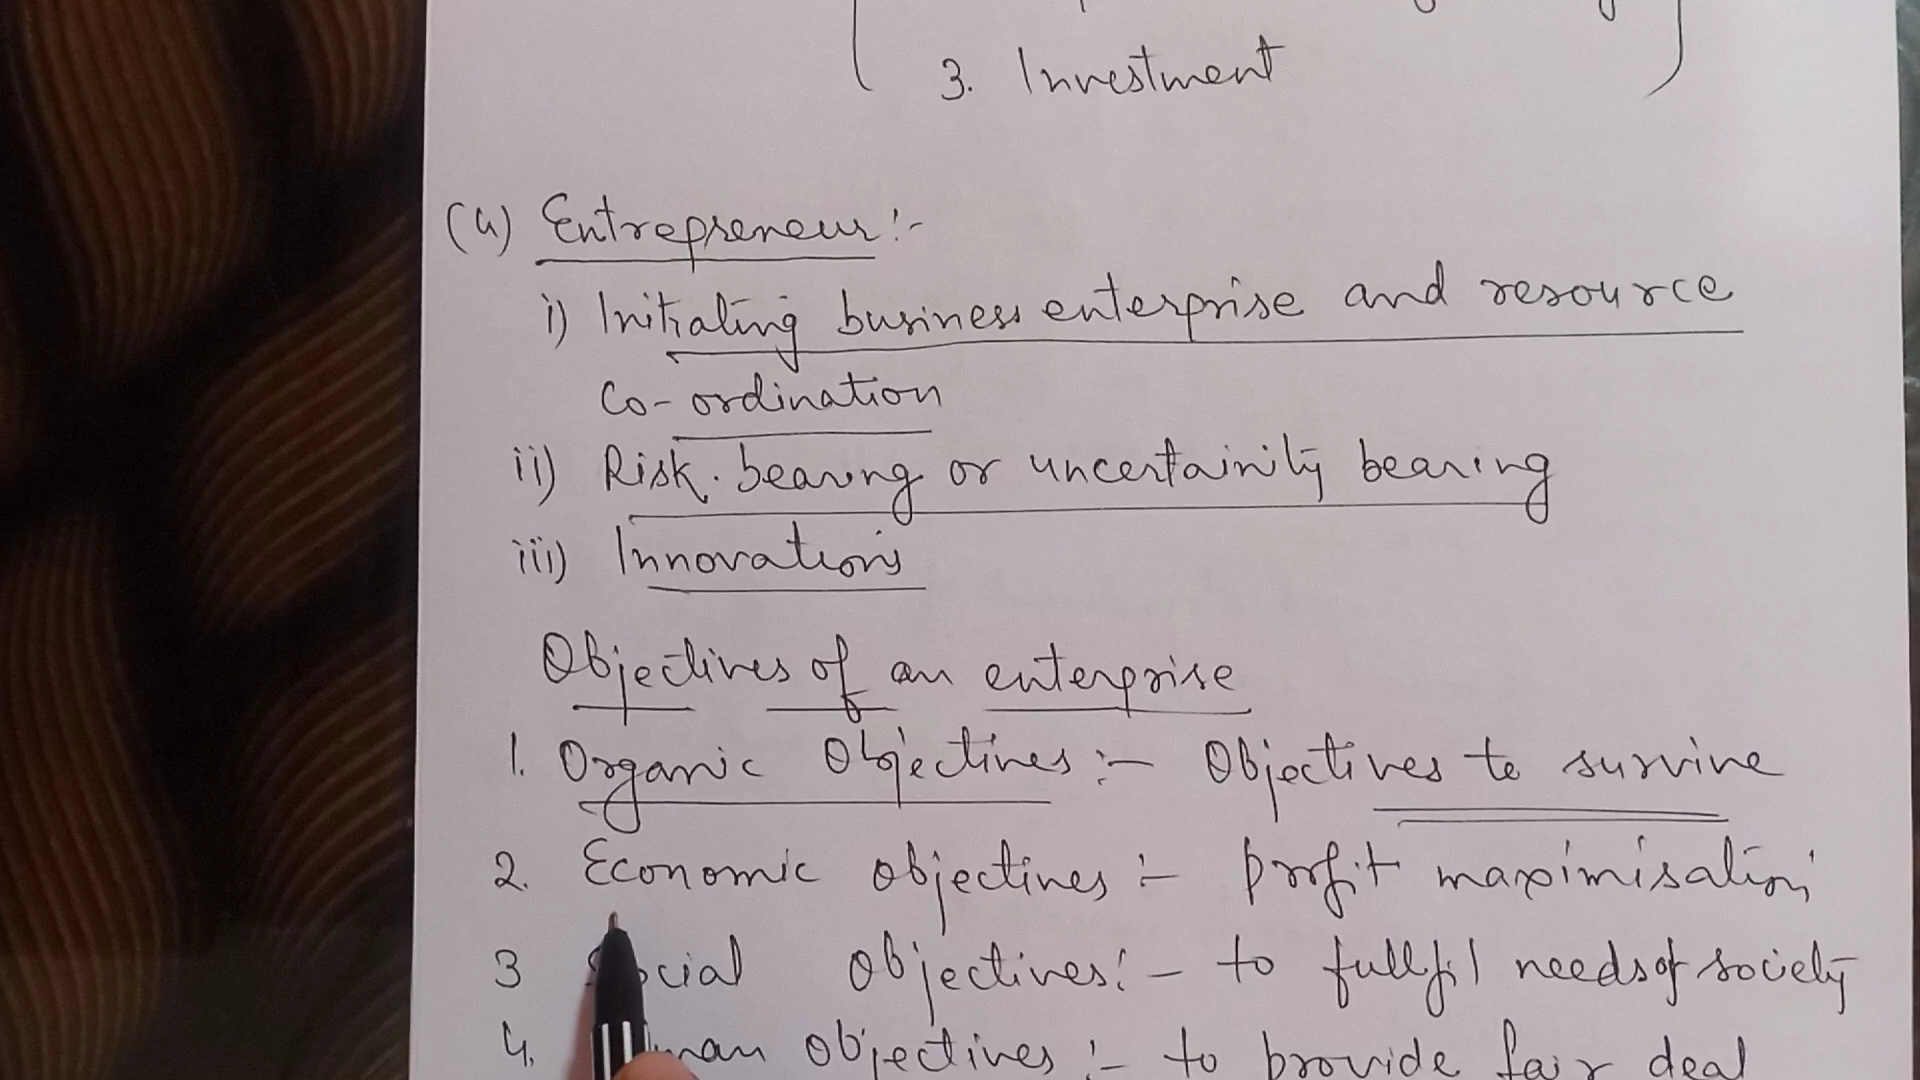 3. Investment
(4) Entrepreneur:-
i) Initiating business enterprise and resource
Co-ordination
ii) Risk-bearing or uncertainity bearing
iii) Innovations
Objectives of an enterprise
1. Organic Objectives:- Objectives to survive
2. Economic objectives:- profit maximisation
3 Social objectives:- to fullfil needs of society
4. objectives:- to provide fair deal